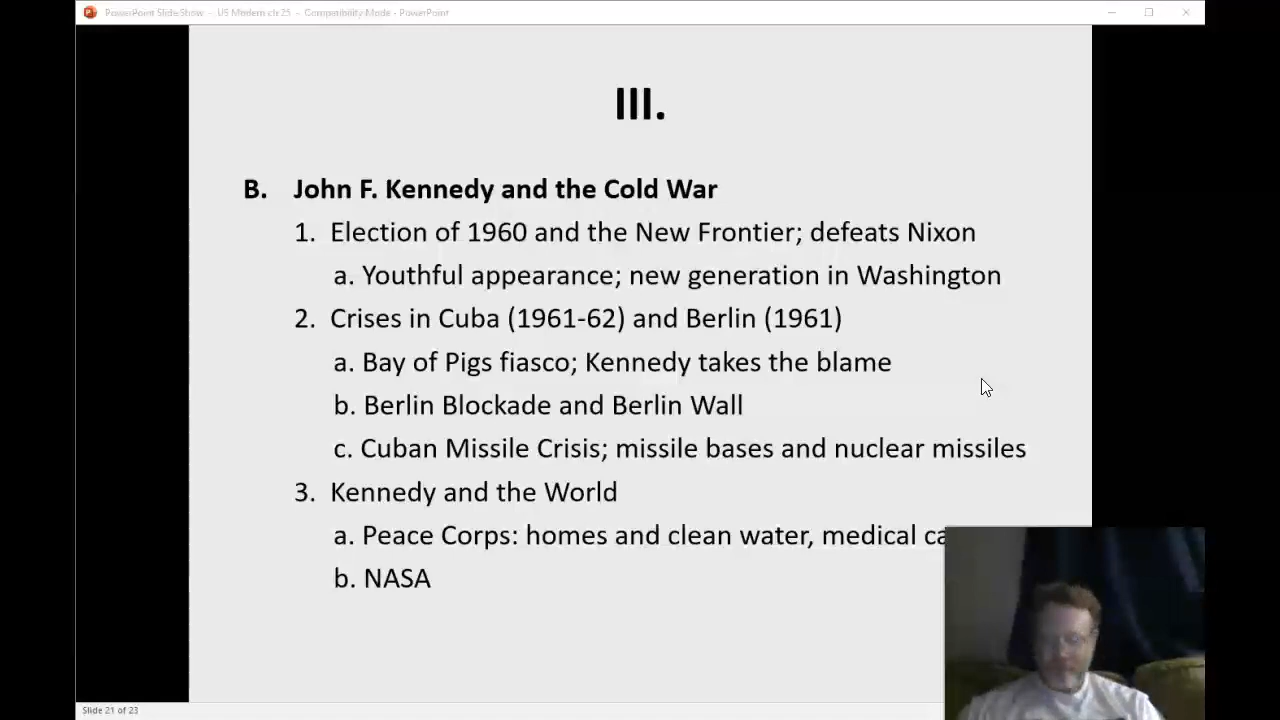 PowerPoint Slide Show - US Modern ch 25 - Compatibility Mode - PowerPoint
III.
B. John F. Kennedy and the Cold War
1. Election of 1960 and the New Frontier; defeats Nixon
a. Youthful appearance; new generation in Washington
2. Crises in Cuba (1961-62) and Berlin (1961)
a. Bay of Pigs fiasco; Kennedy takes the blame
b. Berlin Blockade and Berlin Wall
c. Cuban Missile Crisis; missile bases and nuclear missiles
3. Kennedy and the World
a. Peace Corps: homes and clean water, medical
b. NASA
Slide 21 of 23